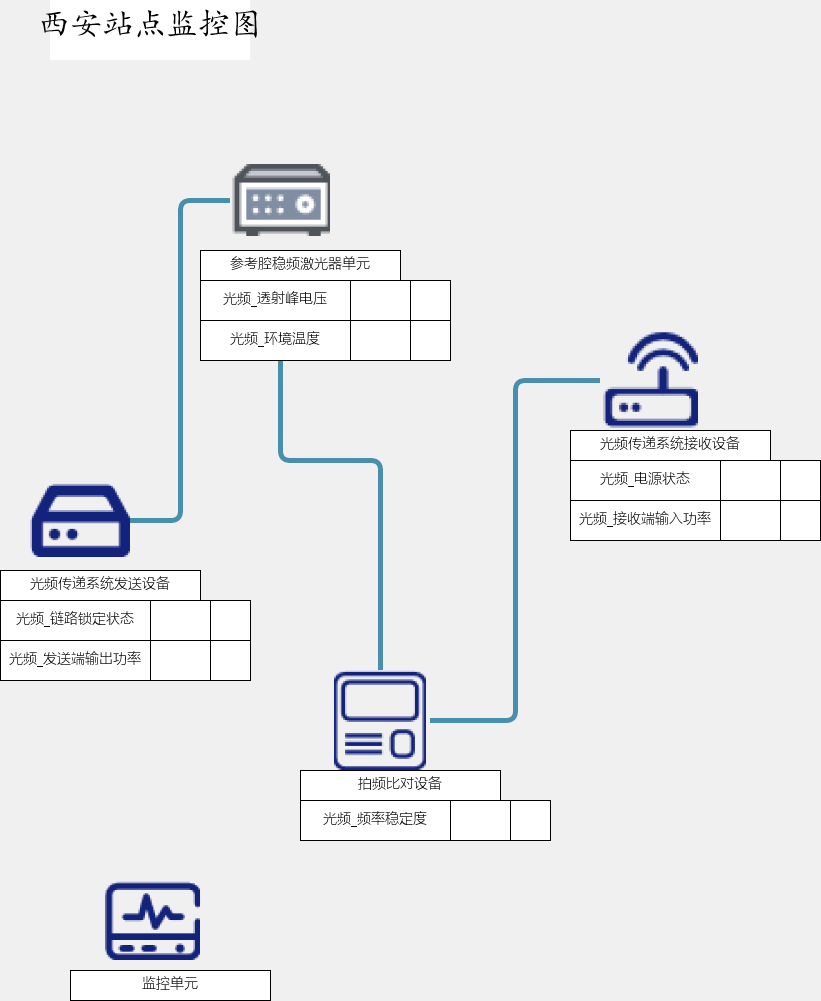 西安站点监控图
参考腔稳频激光器单元
光频_透射峰电压
光频_环境温度
光频传递系统接收设备
光频_电源状态
光频_接收端输入功率
光频传递系统发送设备
光频_链路锁定状态
光频_发送端输出功率
拍频比对设备
光频_频率稳定度
监控单元